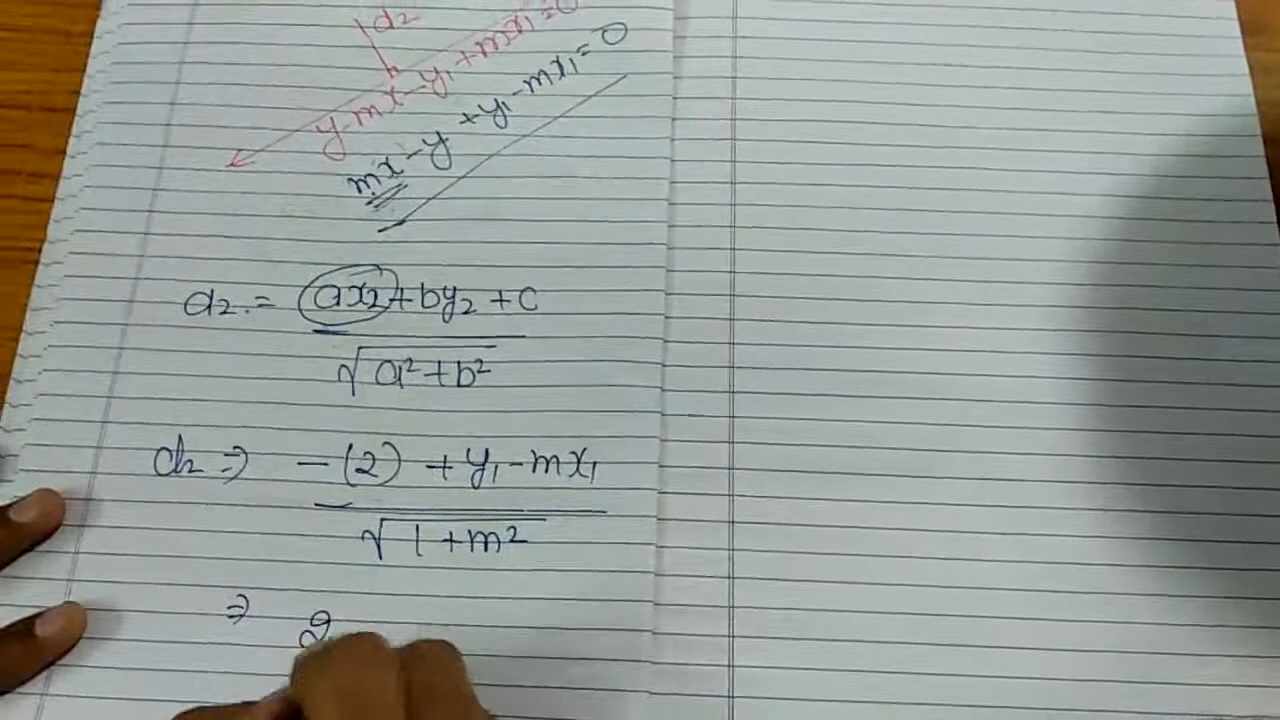 d2
y-mx-y₁+mx₁=0
mx-y+y₁-mx₁=0
d₂.= ax₂+by₂+c
√a²+b²
d₂ ⇒ -(2) +y₁-mx₁
√1+m²
⇒ 2